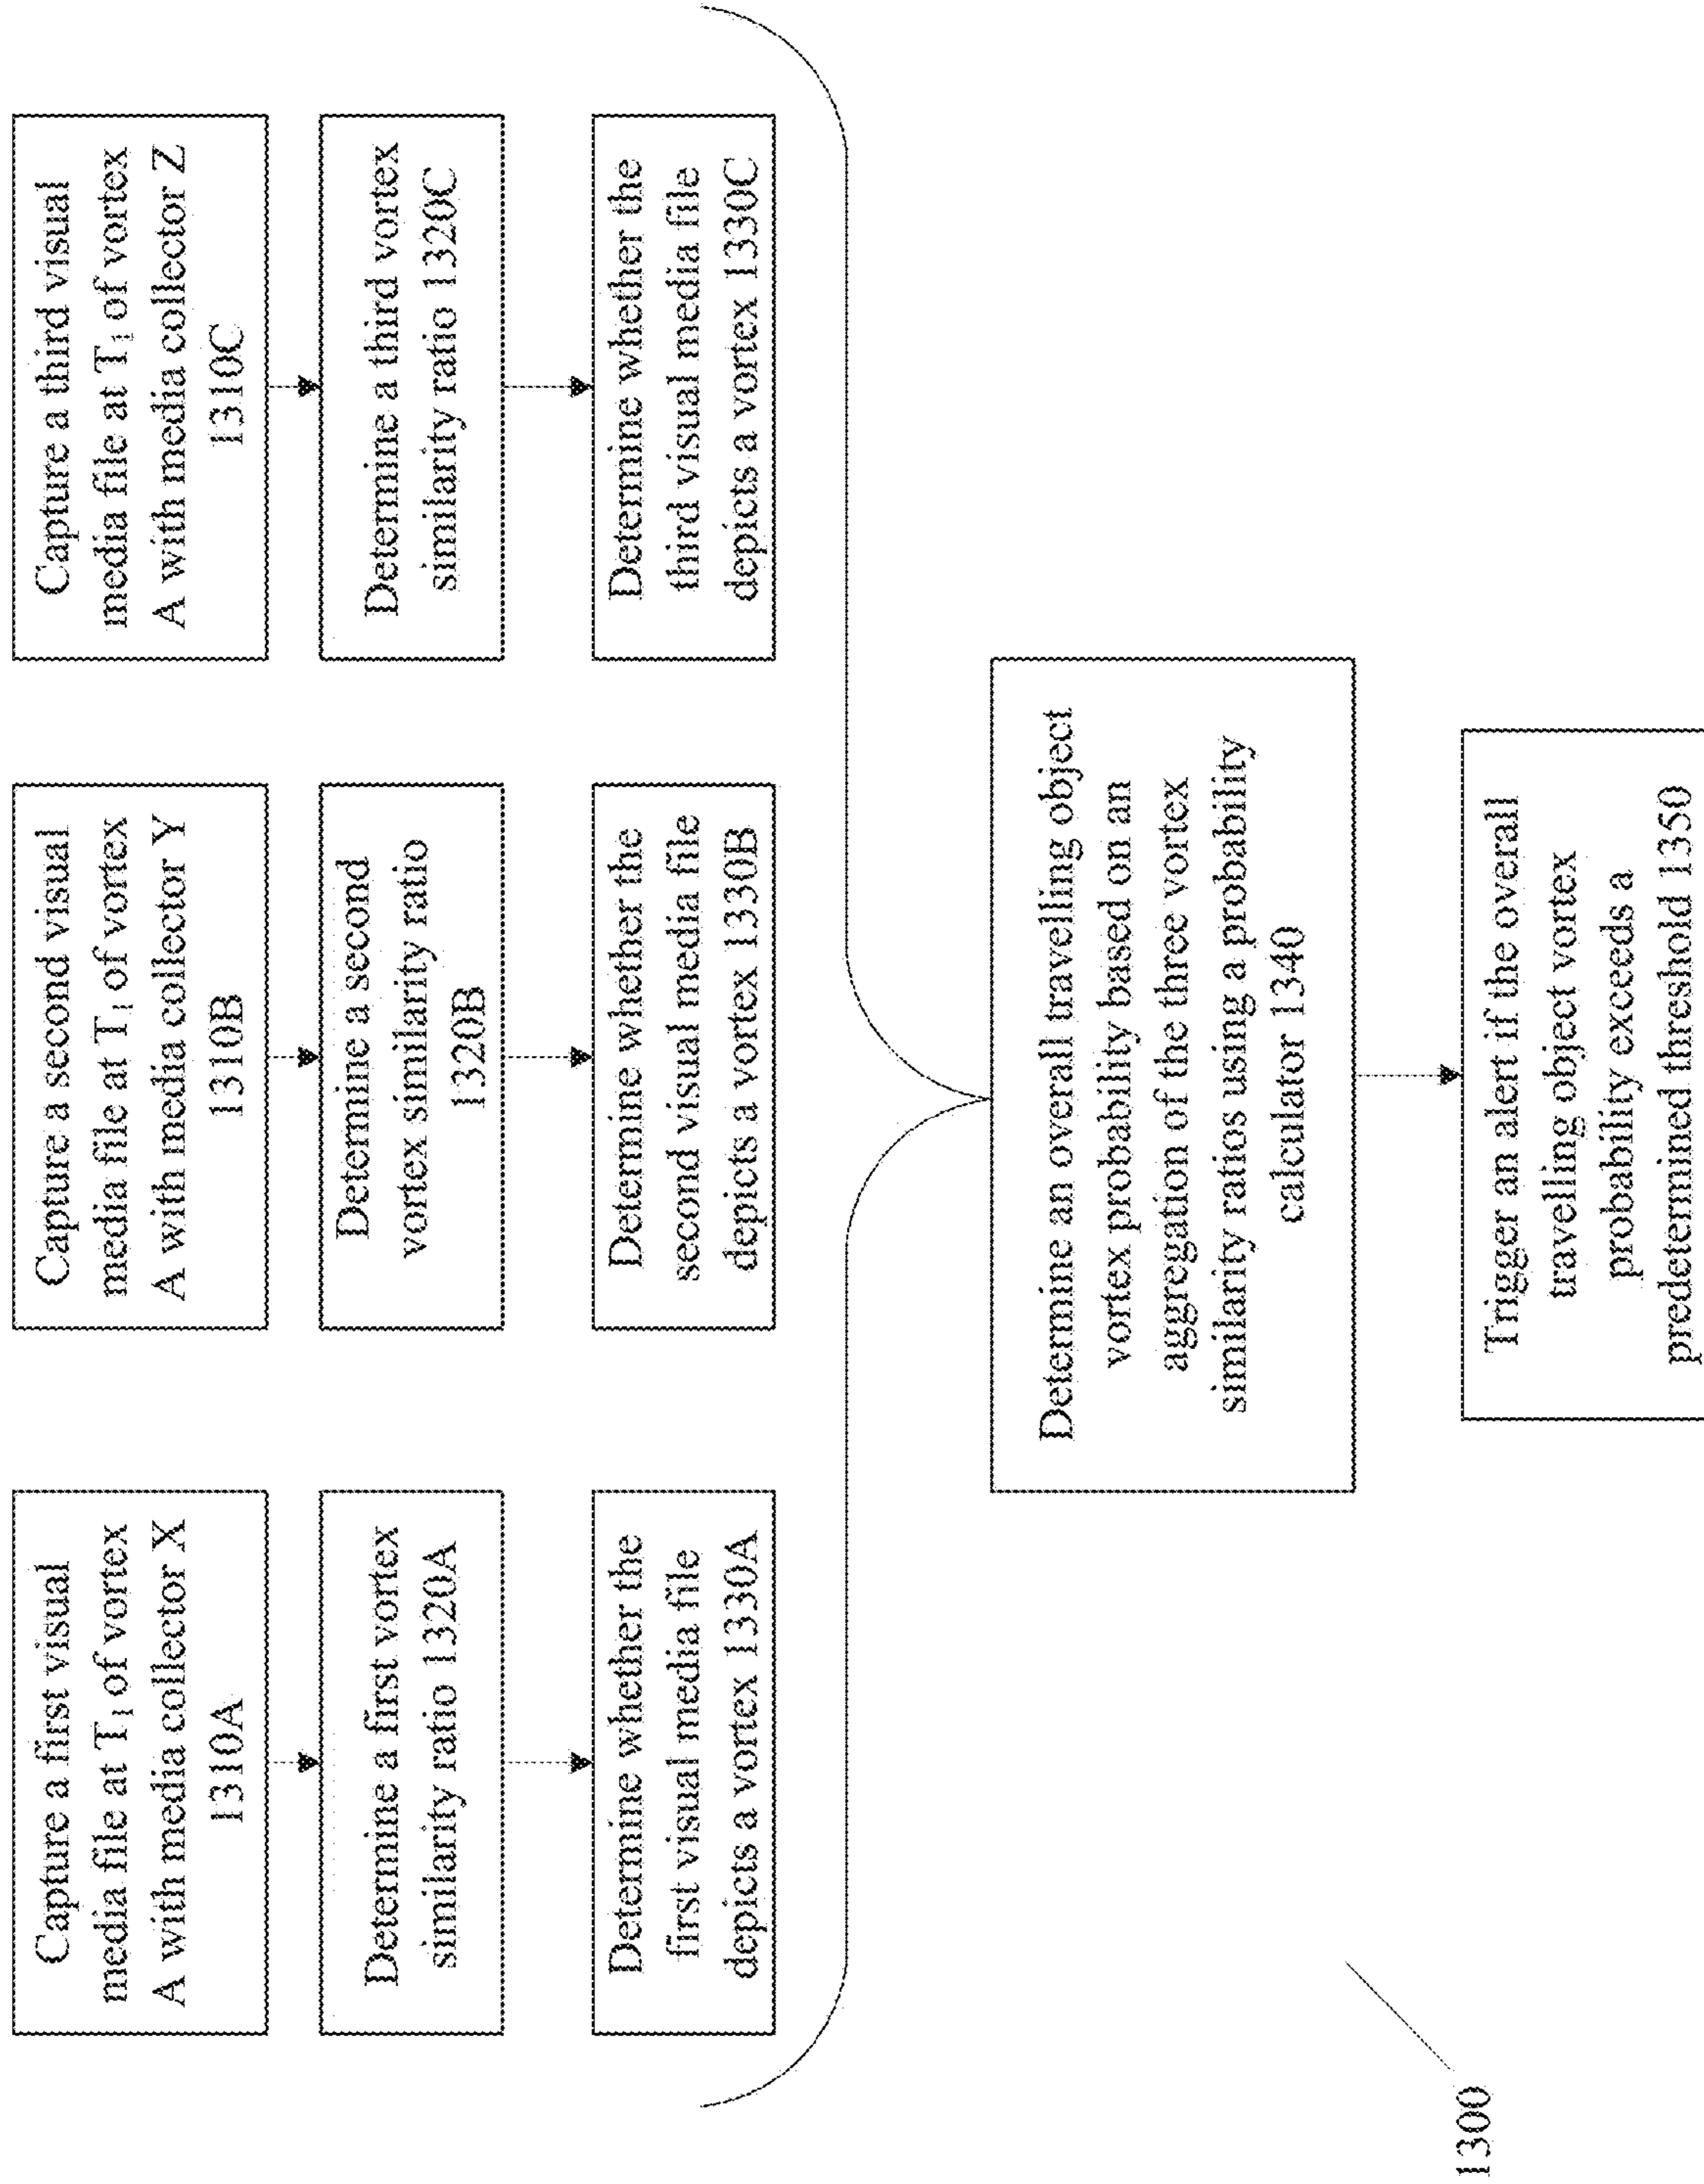 Capture a first visual
media file at T1 of vortex
A with media collector X
1310A
Determine a first vortex
similarity ratio 1320A
Determine whether the
first visual media file
depicts a vortex 1330A
Capture a second visual
media file at T1 of vortex
A with media collector Y
1310B
Determine a second
vortex similarity ratio
1320B
Determine whether the
second visual media file
depicts a vortex 1330B
Capture a third visual
media file at T1 of vortex
A with media collector Z
1310C
Determine a third vortex
similarity ratio 1320C
Determine whether the
third visual media file
depicts a vortex 1330C
Determine an overall travelling object
vortex probability based on an
aggregation of the three vortex
similarity ratios using a probability
calculator 1340
Trigger an alert if the overall
travelling object vortex
probability exceeds a
predetermined threshold 1350
1300